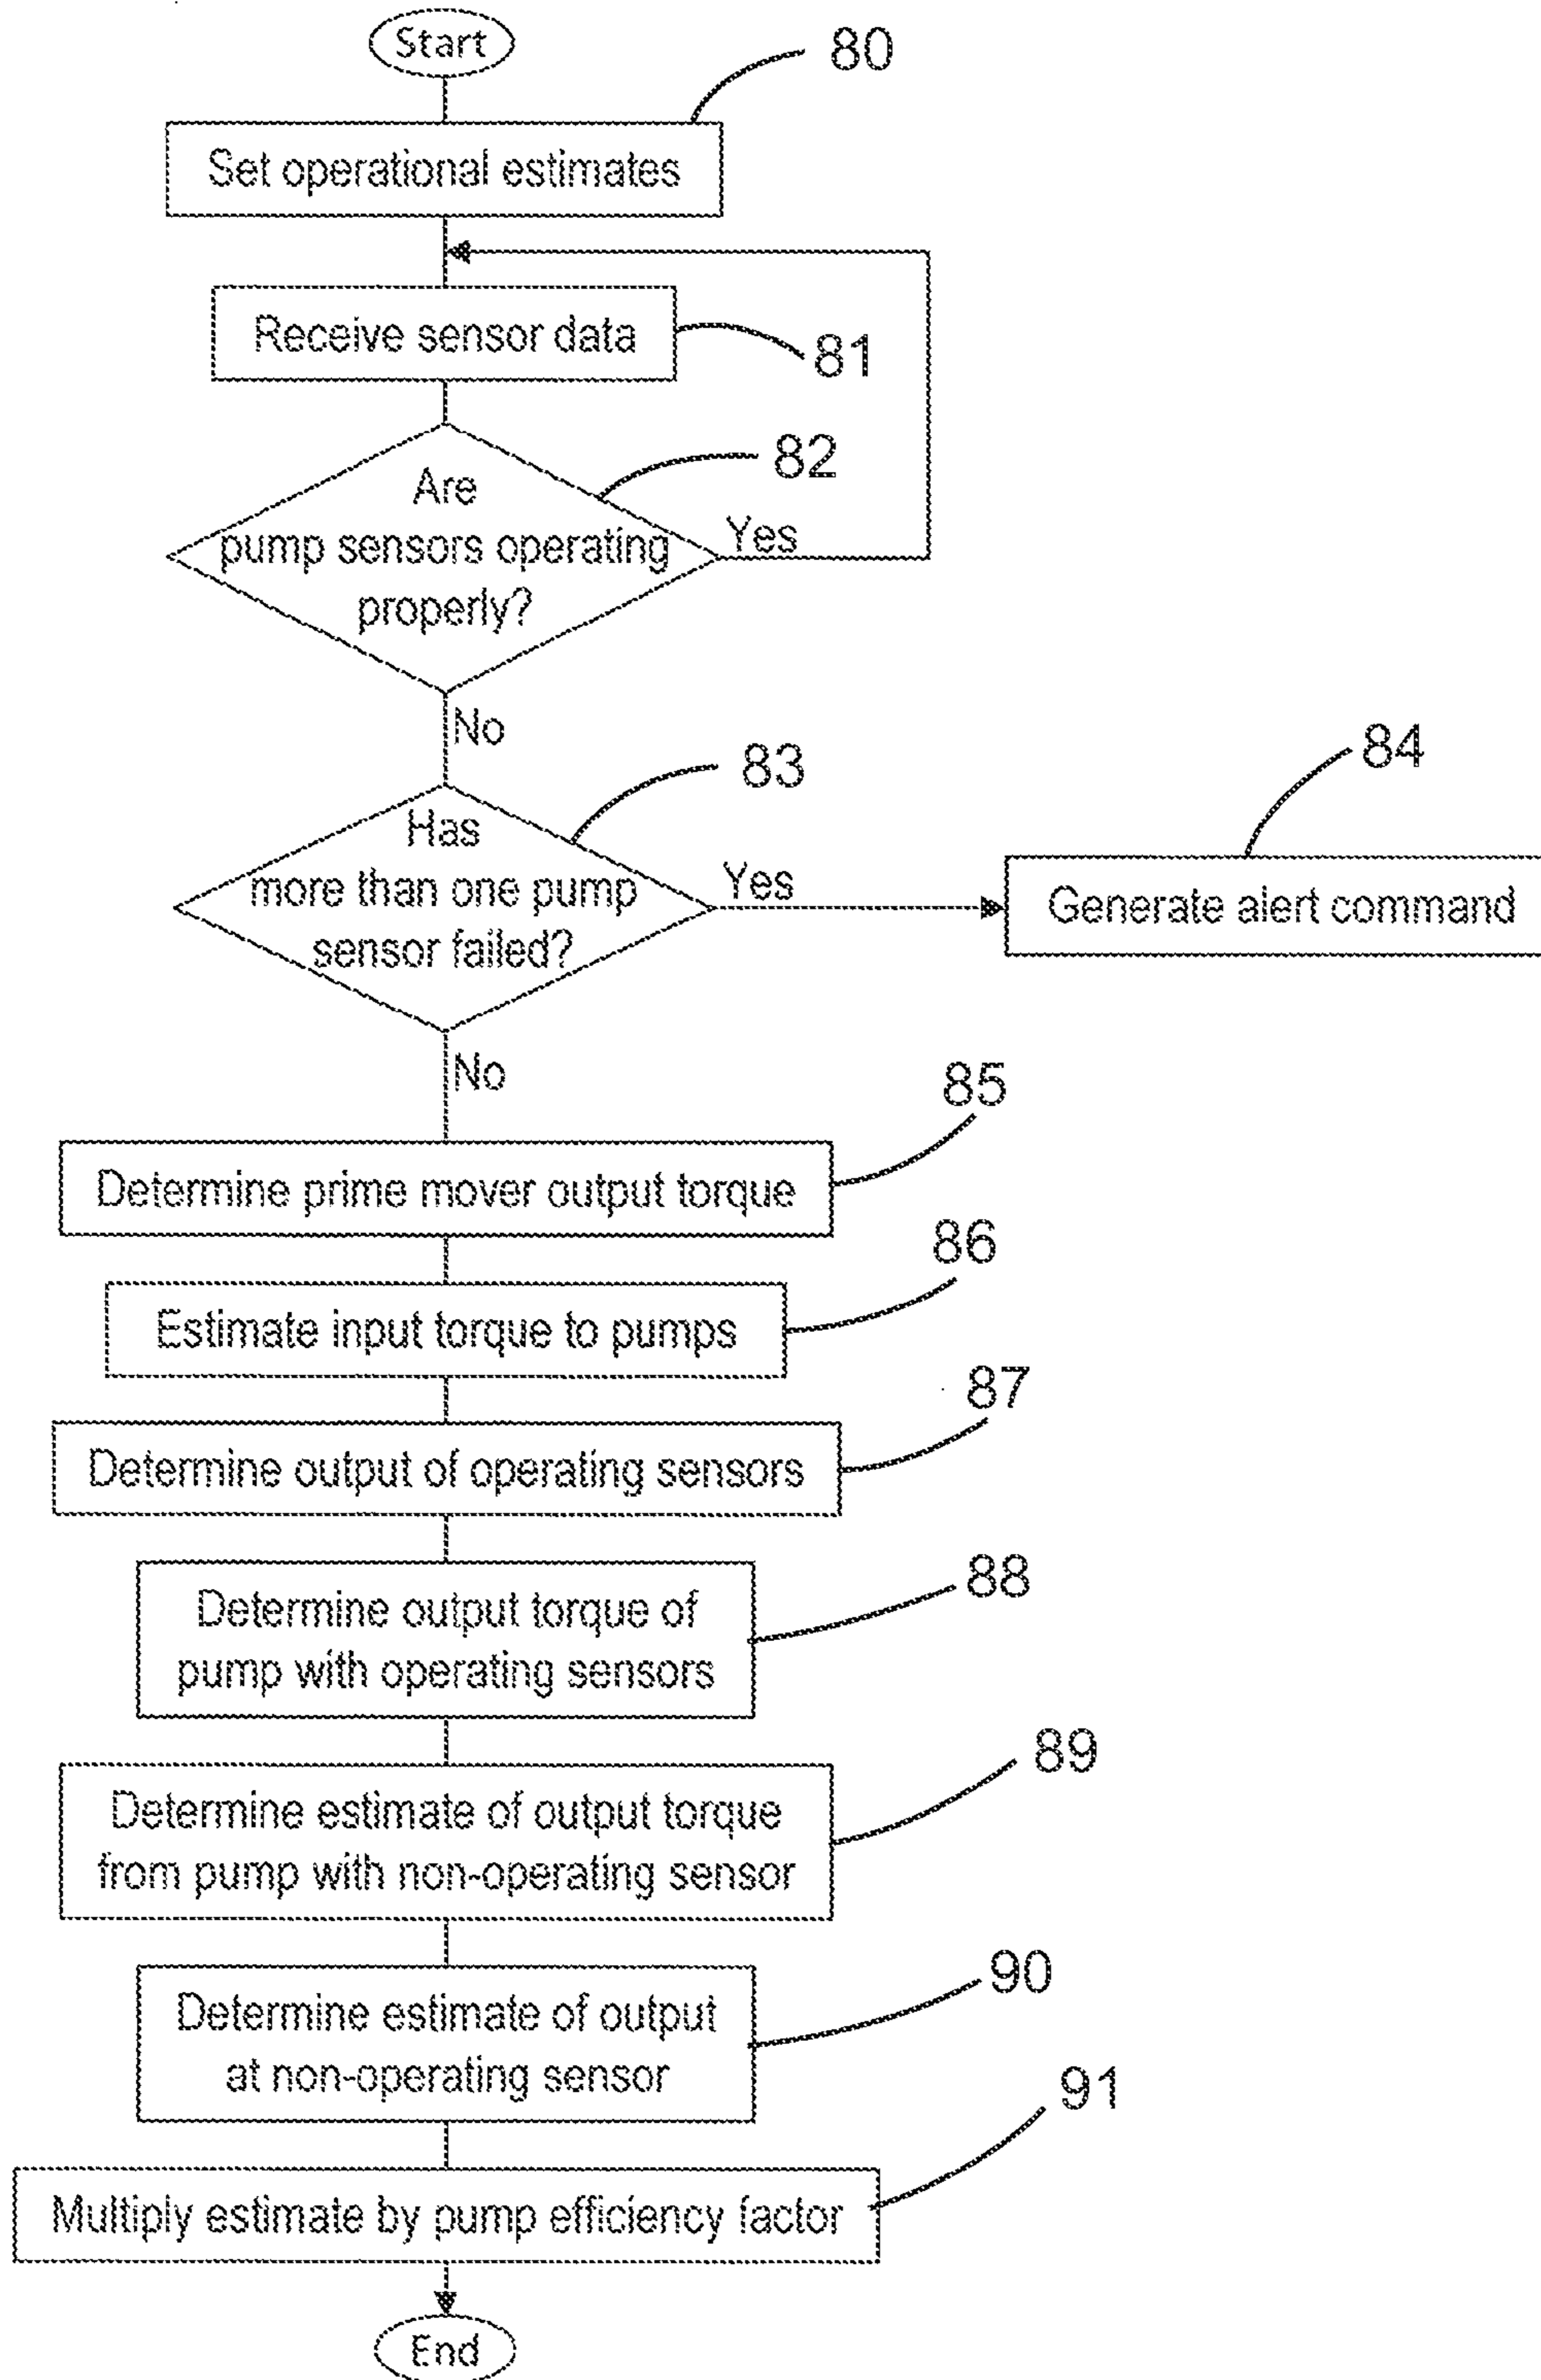 Start
80
Set operational estimates
Receive sensor data
81
82
Are
pump sensors operating
properly?
Yes
No
83
84
Has
more than one pump
sensor failed?
Yes
Generate alert command
No
85
Determine prime mover output torque
86
Estimate input torque to pumps
87
Determine output of operating sensors
88
Determine output torque of
pump with operating sensors
89
Determine estimate of output torque
from pump with non-operating sensor
90
Determine estimate of output
at non-operating sensor
91
Multiply estimate by pump efficiency factor
End